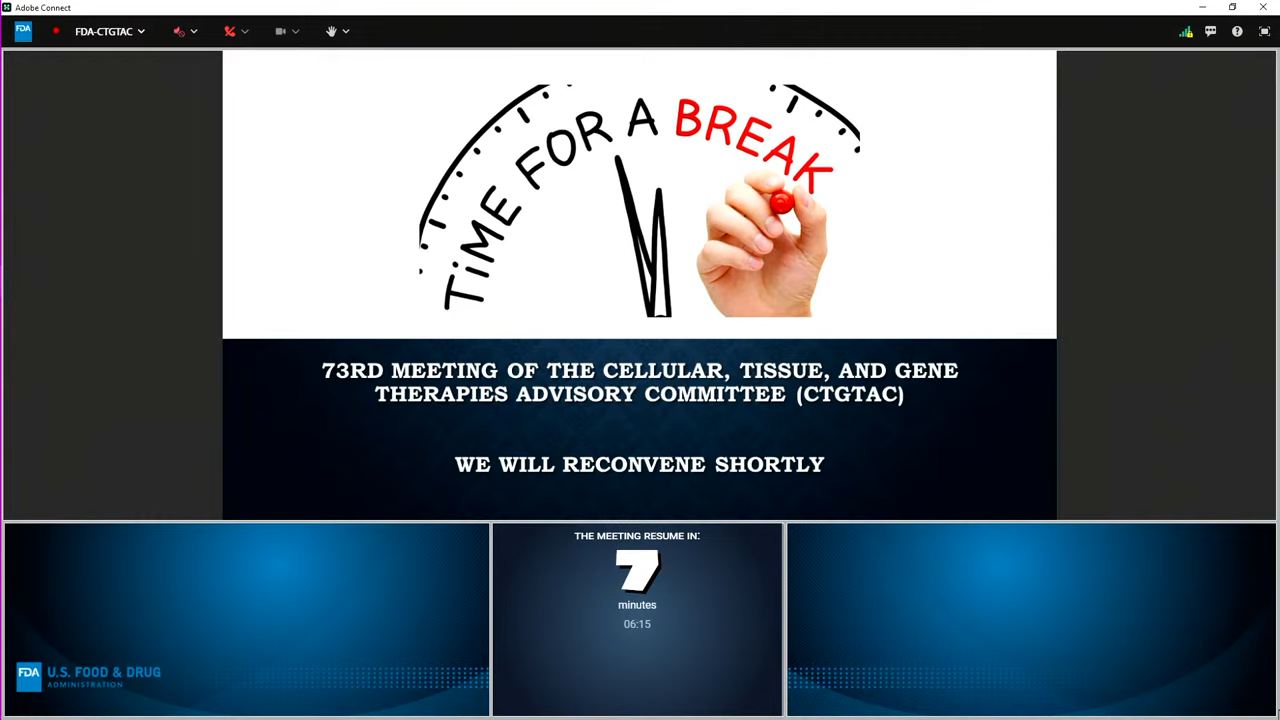 Adobe Connect
FDA
FDA-CTGTAC
TiME FOR A BREAK
73RD MEETING OF THE CELLULAR, TISSUE, AND GENE
THERAPIES ADVISORY COMMITTEE (CTGTAC)
WE WILL RECONVENE SHORTLY
THE MEETING RESUME IN:
7
minutes
06:15
FDA
U.S. FOOD & DRUG
ADMINISTRATION